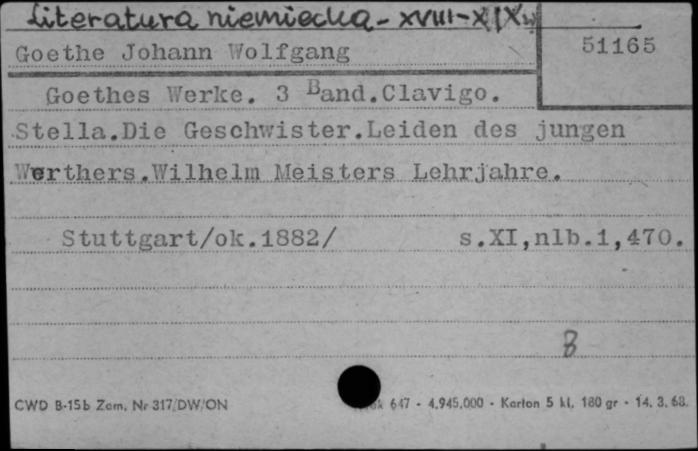 Literatura niemiecka - XVIII-XIX w
Goethe Johann Wolfgang
51165
Goethes Werke. 3 Band.Clavigo.
Stella.Die Geschwister.Leiden des jungen
Werthers.Wilhelm Meisters Lehrjahre.
Stuttgart/ok.1882/ s.XI,nlb.1,470.
B
CWD B-15b Zam. Nr 317/DW/ON 647 - 4.945.000 - Karton 5 kl. 180 gr - 14. 3. 68.